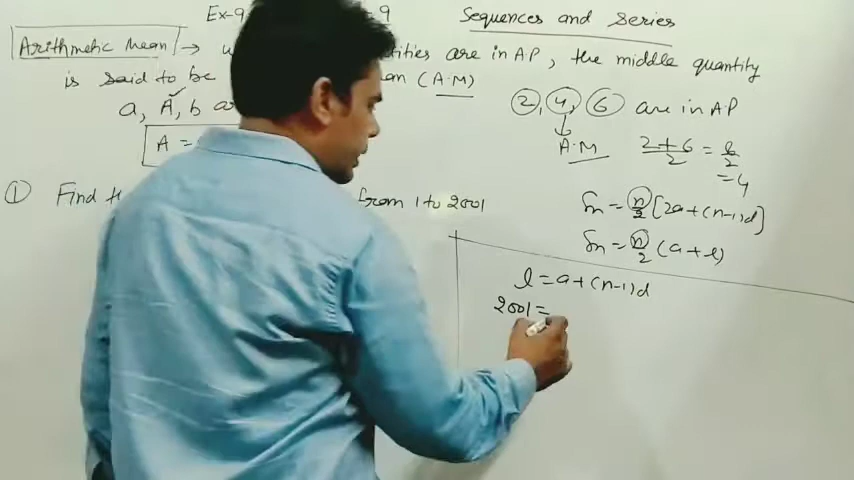 Ex-9 9 Sequences and Series
Arithmetic Mean → are in AP, the middle quantity
is said to be (A.M)
a, A, b
A =
2, 4, 6 are in AP
A.M 2+6/2 = 8/2
= 4
① Find from 1 to 2001
Sn = n/2 [2a+(n-1)d]
Sn = n/2 (a+l)
l = a+(n-1)d
2001 =